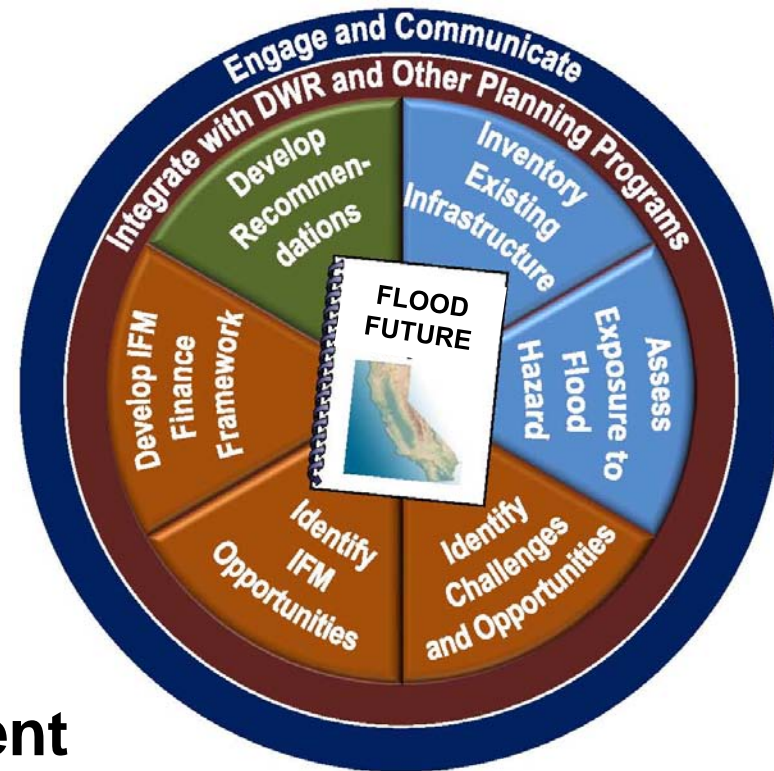 Engage and Communicate
Integrate with DWR and Other Planning Programs
Develop
Recommen-
dations
Inventory
Existing
Infrastructure
Assess
Exposure to
Flood
Hazard
Identify
Challenges
and Opportunities
Identify
IFM
Opportunities
Develop IFM
Finance
Framework
FLOOD
FUTURE
ent